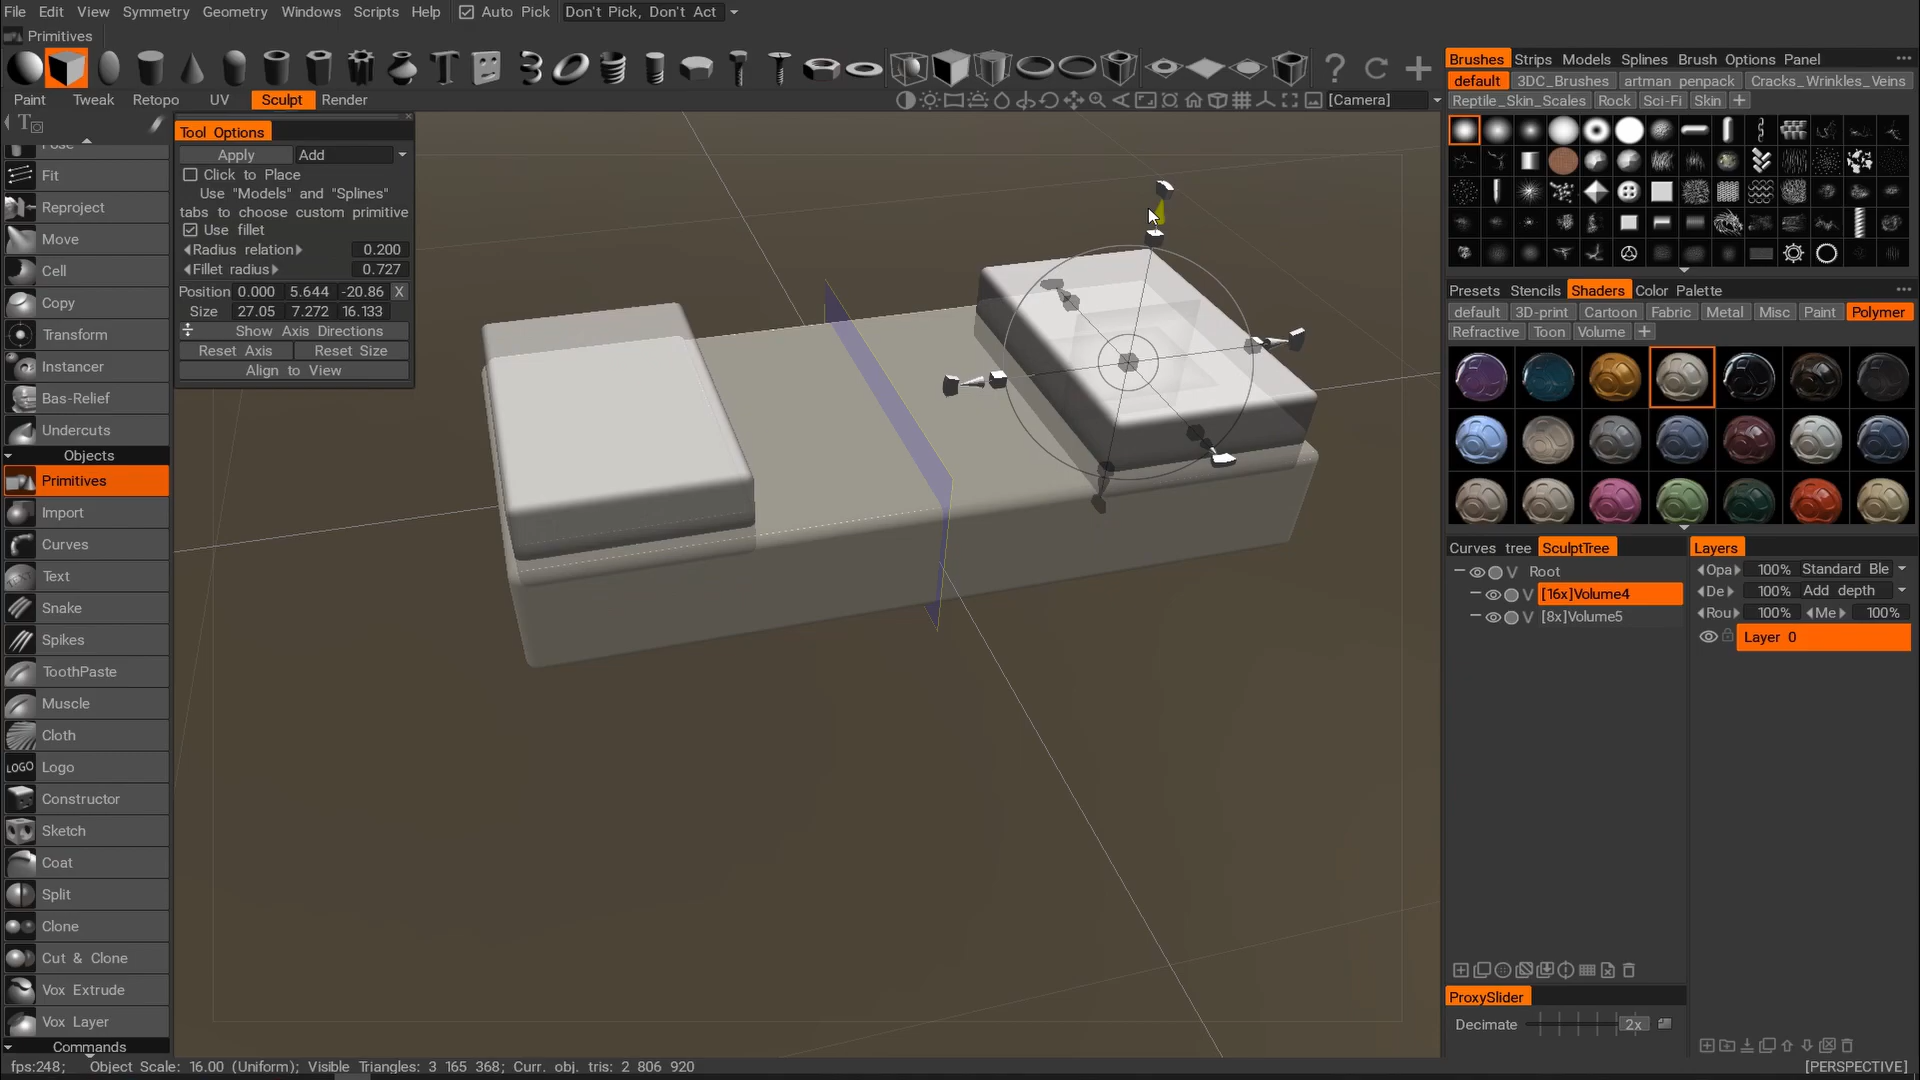 File Edit View Symmetry Geometry Windows Scripts Help Auto Pick Don't Pick, Don't Act
Primitives
Paint Tweak Retopo UV Sculpt Render [Camera]
Tool Options
Apply Add
Click to Place
Use "Models" and "Splines"
tabs to choose custom primitive
Use fillet
Radius relation 0.200
Fillet radius 0.727
Position 0.000 5.644 -20.86 X
Size 27.05 7.272 16.133
Show Axis Directions
Reset Axis Reset Size
Align to View
Pose
Fit
Reproject
Move
Cell
Copy
Transform
Instancer
Bas-Relief
Undercuts
Objects
Primitives
Import
Curves
Text
Snake
Spikes
ToothPaste
Muscle
Cloth
LOGO Logo
Constructor
Sketch
Coat
Split
Clone
Cut & Clone
Vox Extrude
Vox Layer
Commands
Brushes Strips Models Splines Brush Options Panel
default 3DC_Brushes artman penpack Cracks_Wrinkles_Veins
Reptile_Skin_Scales Rock Sci-Fi Skin
Presets Stencils Shaders Color Palette
default 3D-print Cartoon Fabric Metal Misc Paint Polymer
Refractive Toon Volume
Curves tree SculptTree
V Root
V [16x]Volume4
V [8x]Volume5
Layers
Opa 100% Standard Ble
De 100% Add depth
Rou 100% Me 100%
Layer 0
ProxySlider
Decimate 2x
fps:248; Object Scale: 16.00 (Uniform); Visible Triangles: 3 165 368; Curr. obj. tris: 2 806 920 [PERSPECTIVE]